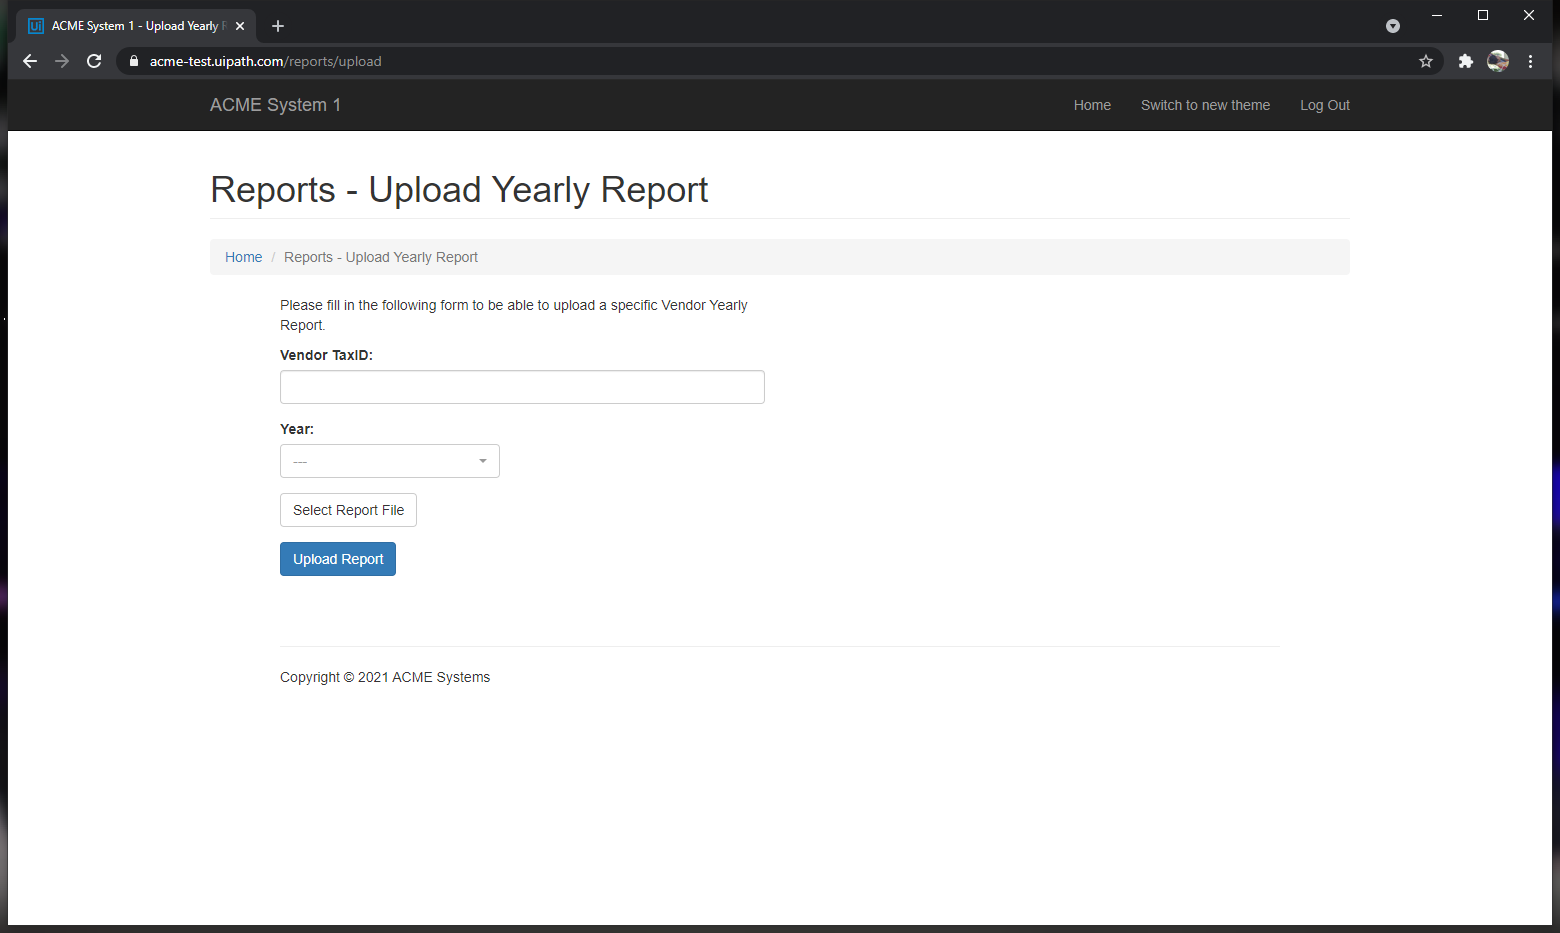 Ui ACME System 1 - Upload Yearly
acme-test.uipath.com/reports/upload
ACME System 1 Home Switch to new theme Log Out
Reports - Upload Yearly Report
Home / Reports - Upload Yearly Report
Please fill in the following form to be able to upload a specific Vendor Yearly
Report.
Vendor TaxID:
Year:
---
Select Report File
Upload Report
Copyright © 2021 ACME Systems